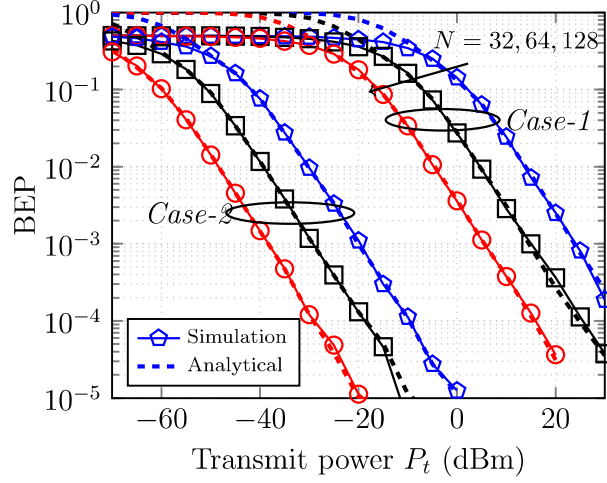 10^0
10^−1
10^−2
10^−3
10^−4
10^−5
BEP
N = 32, 64, 128
Case-1
Case-2
Simulation
Analytical
−60
−40
−20
0
20
Transmit power P_t (dBm)